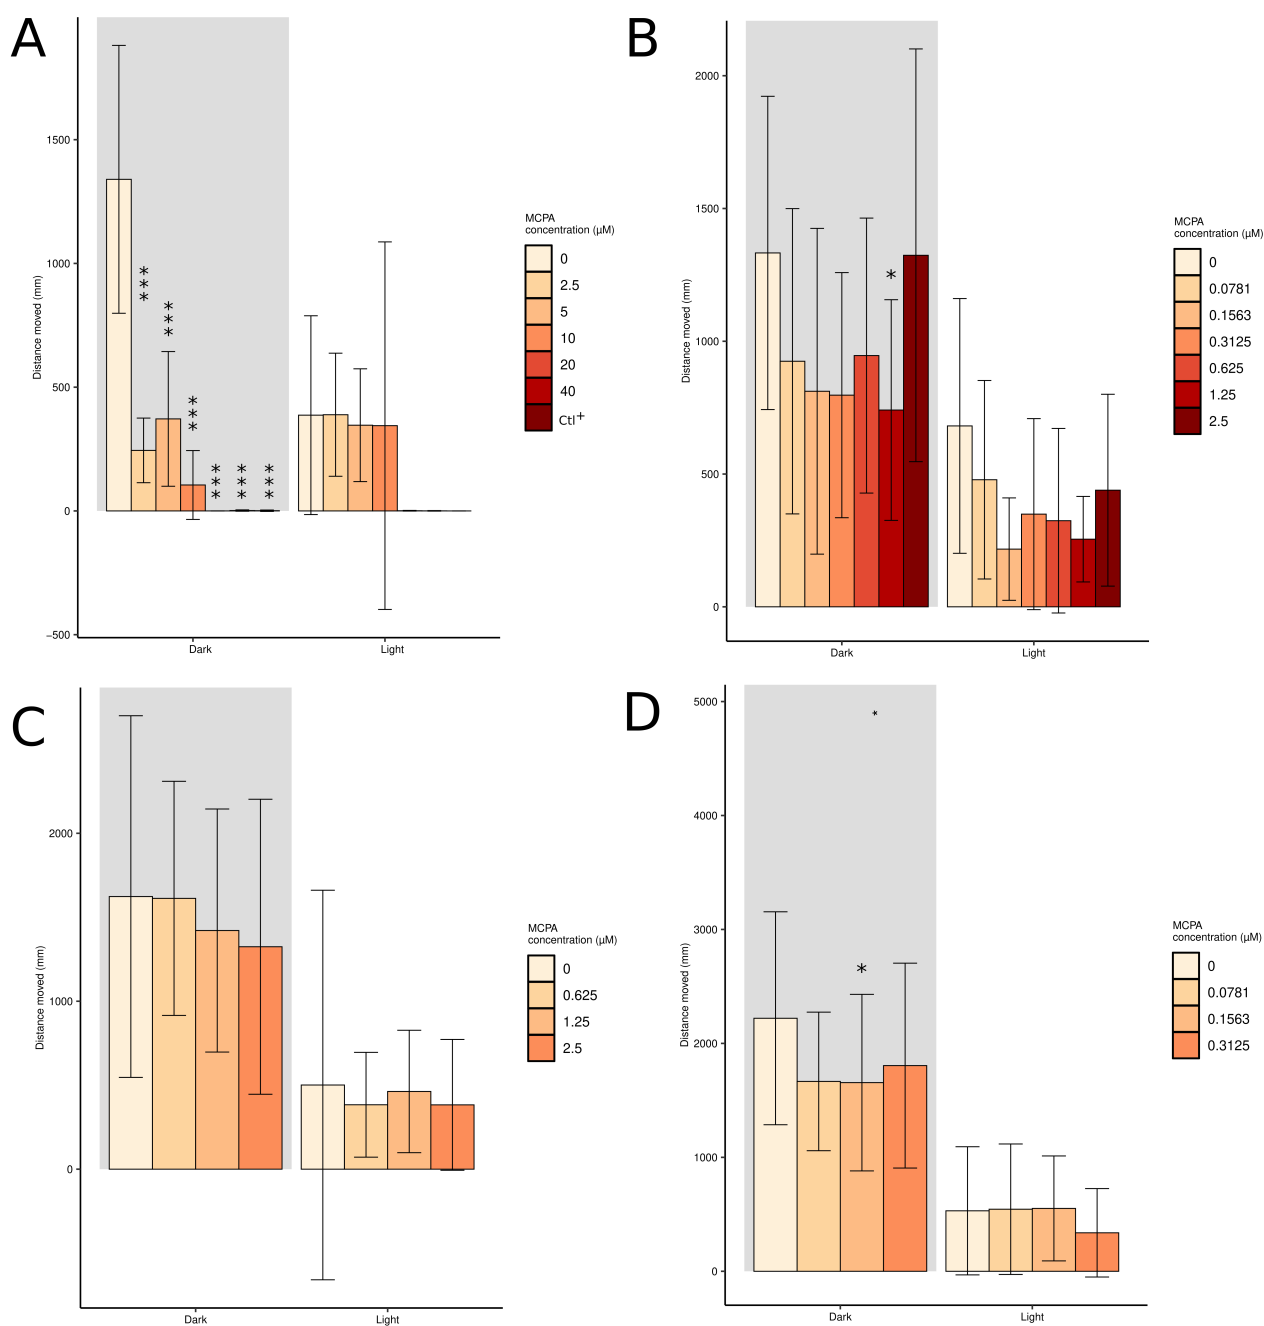 A
1500
1000
500
0
−500
Distance moved (mm)
***
***
***
***
***
***
Dark
Light
MCPA
concentration (µM)
0
2.5
5
10
20
40
Ctl+
B
2000
1500
1000
500
0
Distance moved (mm)
*
Dark
Light
MCPA
concentration (µM)
0
0.0781
0.1563
0.3125
0.625
1.25
2.5
C
2000
1000
0
Distance moved (mm)
Dark
Light
MCPA
concentration (µM)
0
0.625
1.25
2.5
D
5000
4000
3000
2000
1000
0
Distance moved (mm)
*
*
Dark
Light
MCPA
concentration (µM)
0
0.0781
0.1563
0.3125